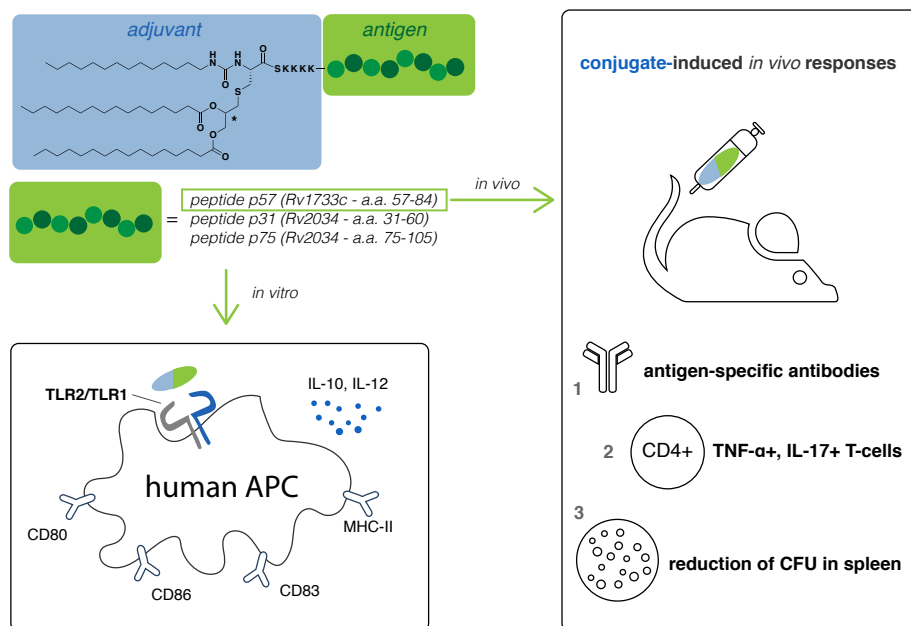 adjuvant
antigen
H
N
H
N
O
O
SKKKK
S
O
O
O
*
O
= peptide p57 (Rv1733c - a.a. 57-84)
peptide p31 (Rv2034 - a.a. 31-60)
peptide p75 (Rv2034 - a.a. 75-105)
in vivo
in vitro
TLR2/TLR1
IL-10, IL-12
human APC
CD80
CD86
CD83
MHC-II
conjugate-induced in vivo responses
1 antigen-specific antibodies
2 CD4+ TNF-α+, IL-17+ T-cells
3
reduction of CFU in spleen